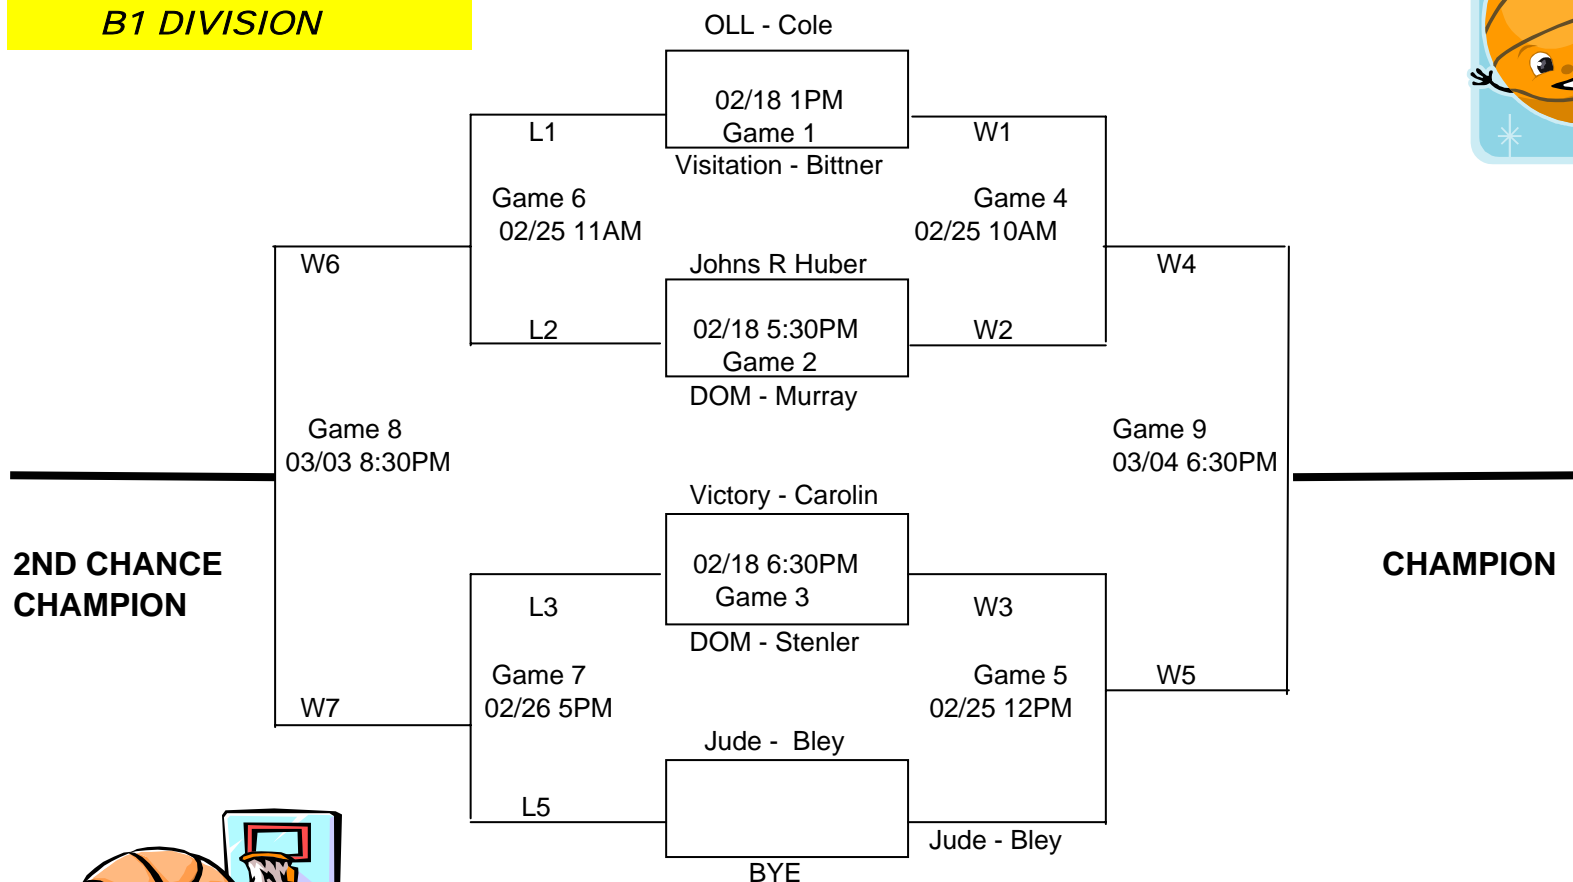 B1 DIVISION
OLL - Cole
02/18 1PM
Game 1
L1
W1
Visitation - Bittner
Game 6
Game 4
02/25 11AM
02/25 10AM
W6
Johns R Huber
W4
L2
02/18 5:30PM
W2
Game 2
DOM - Murray
Game 8
Game 9
03/03 8:30PM
03/04 6:30PM
Victory - Carolin
2ND CHANCE
CHAMPION
02/18 6:30PM
CHAMPION
Game 3
L3
W3
DOM - Stenler
Game 7
Game 5
W5
W7
02/26 5PM
02/25 12PM
Jude - Bley
L5
Jude - Bley
BYE